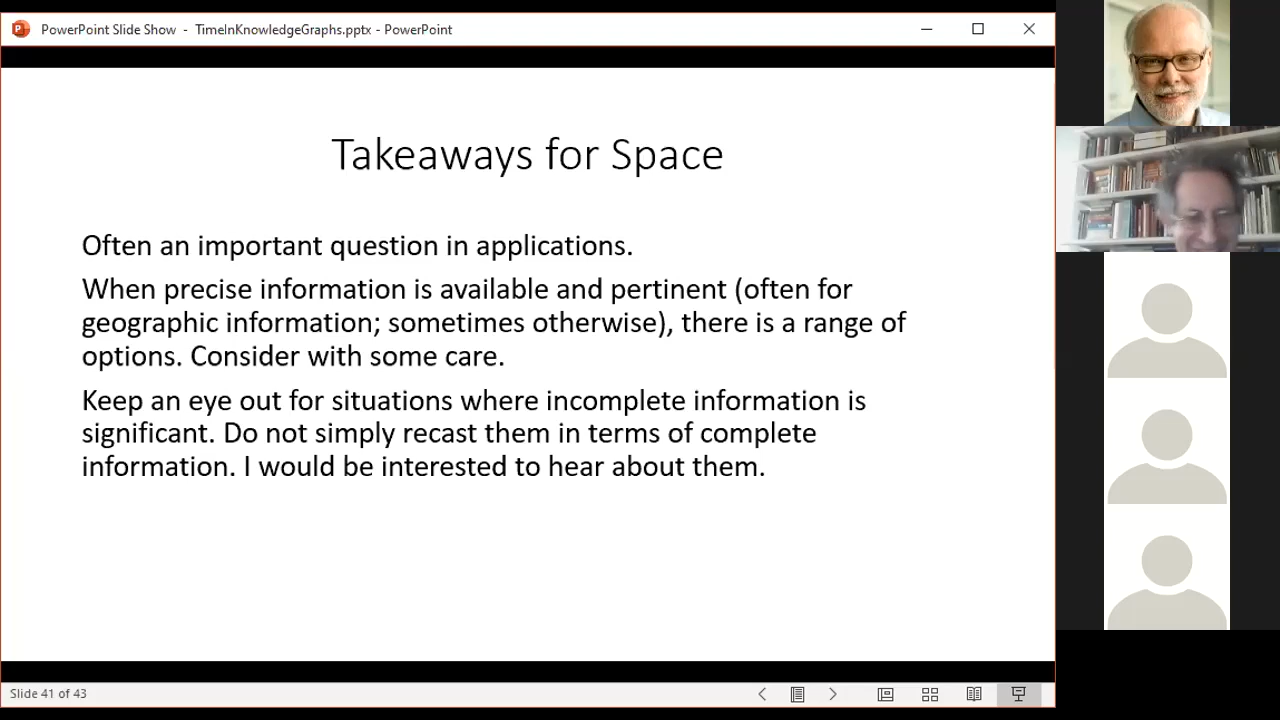 PowerPoint Slide Show - TimeInKnowledgeGraphs.pptx - PowerPoint
Takeaways for Space
Often an important question in applications.
When precise information is available and pertinent (often for
geographic information; sometimes otherwise), there is a range of
options. Consider with some care.
Keep an eye out for situations where incomplete information is
significant. Do not simply recast them in terms of complete
information. I would be interested to hear about them.
Slide 41 of 43